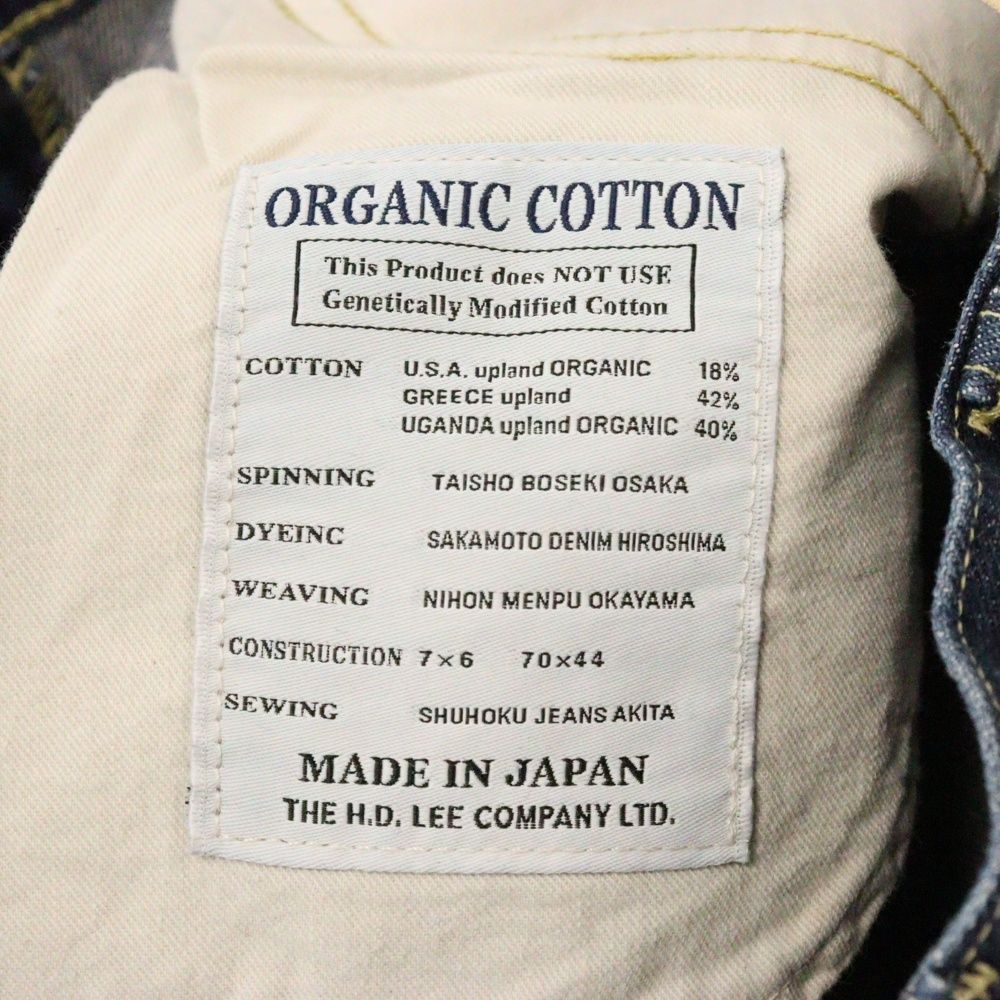 ORGANIC COTTON
This Product does NOT USE
Genetically Modified Cotton
COTTON U.S.A. upland ORGANIC 18%
GREECE upland 42%
UGANDA upland ORGANIC 40%
SPINNING TAISHO BOSEKI OSAKA
DYEING SAKAMOTO DENIM HIROSHIMA
WEAVING NIHON MENPU OKAYAMA
CONSTRUCTION 7×6 70×44
SEWING SHUHOKU JEANS AKITA
MADE IN JAPAN
THE H.D. LEE COMPANY LTD.